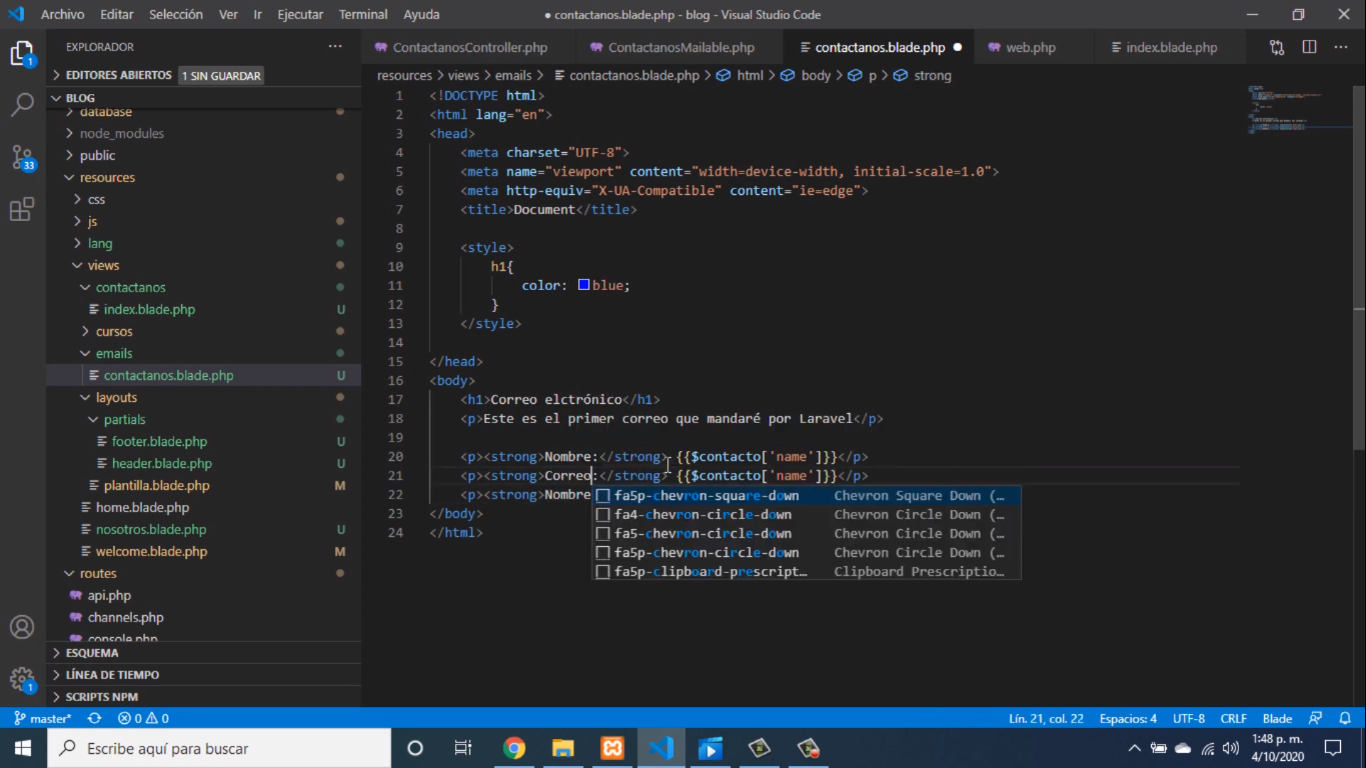 Archivo Editar Selección Ver Ir Ejecutar Terminal Ayuda
● contactanos.blade.php - blog - Visual Studio Code
EXPLORADOR
EDITORES ABIERTOS 1 SIN GUARDAR
BLOG
database
node_modules
public
resources
css
js
lang
views
contactanos
index.blade.php U
cursos
emails
contactanos.blade.php U
layouts
partials
footer.blade.php U
header.blade.php U
plantilla.blade.php M
home.blade.php
nosotros.blade.php U
welcome.blade.php M
routes
api.php
channels.php
console.php
ESQUEMA
LÍNEA DE TIEMPO
SCRIPTS NPM
1
33
1
ContactanosController.php ContactanosMailable.php contactanos.blade.php ● web.php index.blade.php
resources > views > emails > contactanos.blade.php > html > body > p > strong
1 <!DOCTYPE html>
2 <html lang="en">
3 <head>
4 <meta charset="UTF-8">
5 <meta name="viewport" content="width=device-width, initial-scale=1.0">
6 <meta http-equiv="X-UA-Compatible" content="ie=edge">
7 <title>Document</title>
8
9 <style>
10 h1{
11 color: blue;
12 }
13 </style>
14
15 </head>
16 <body>
17 <h1>Correo elctrónico</h1>
18 <p>Este es el primer correo que mandaré por Laravel</p>
19
20 <p><strong>Nombre:</strong> {{$contacto['name']}}</p>
21 <p><strong>Correo:</strong> {{$contacto['name']}}</p>
22 <p><strong>Nombre
23 </body>
24 </html>
fa5p-chevron-square-down Chevron Square Down (…
fa4-chevron-circle-down Chevron Circle Down (…
fa5-chevron-circle-down Chevron Circle Down (…
fa5p-chevron-circle-down Chevron Circle Down (…
fa5p-clipboard-prescript… Clipboard Prescriptio…
master* 0 0 Lín. 21, col. 22 Espacios: 4 UTF-8 CRLF Blade
Escribe aquí para buscar
1:48 p. m.
4/10/2020